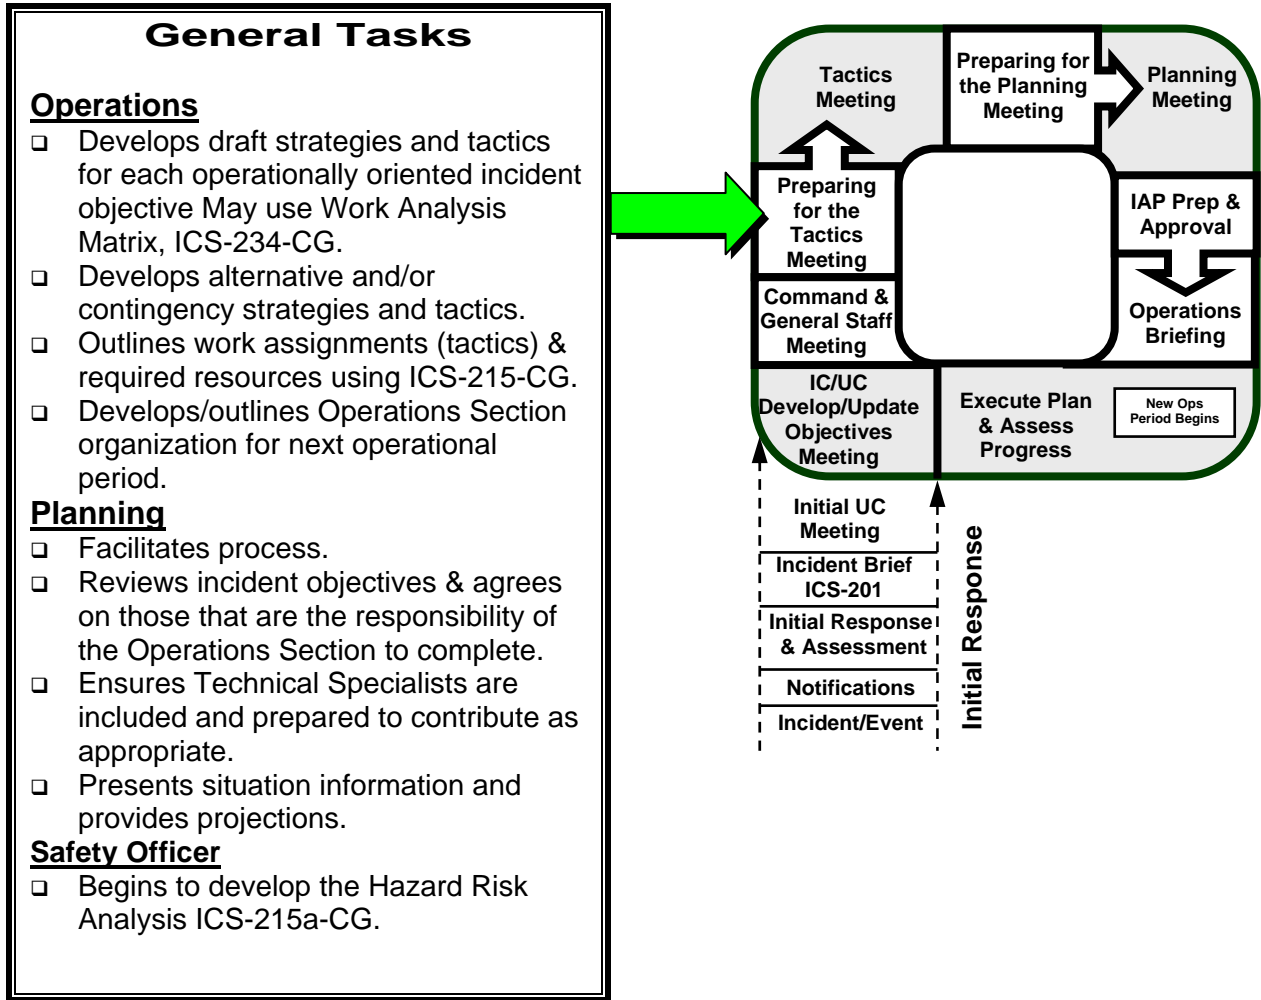 General Tasks
Operations
❑ Develops draft strategies and tactics
for each operationally oriented incident
objective May use Work Analysis
Matrix, ICS-234-CG.
❑ Develops alternative and/or
contingency strategies and tactics.
❑ Outlines work assignments (tactics) &
required resources using ICS-215-CG.
❑ Develops/outlines Operations Section
organization for next operational
period.
Planning
❑ Facilitates process.
❑ Reviews incident objectives & agrees
on those that are the responsibility of
the Operations Section to complete.
❑ Ensures Technical Specialists are
included and prepared to contribute as
appropriate.
❑ Presents situation information and
provides projections.
Safety Officer
❑ Begins to develop the Hazard Risk
Analysis ICS-215a-CG.
Tactics
Meeting
Preparing for
the Planning
Meeting
Planning
Meeting
Preparing
for the
Tactics
Meeting
IAP Prep &
Approval
Command &
General Staff
Meeting
Operations
Briefing
IC/UC
Develop/Update
Objectives
Meeting
Execute Plan
& Assess
Progress
New Ops
Period Begins
Initial UC
Meeting
Incident Brief
ICS-201
Initial Response
& Assessment
Notifications
Incident/Event
Initial Response